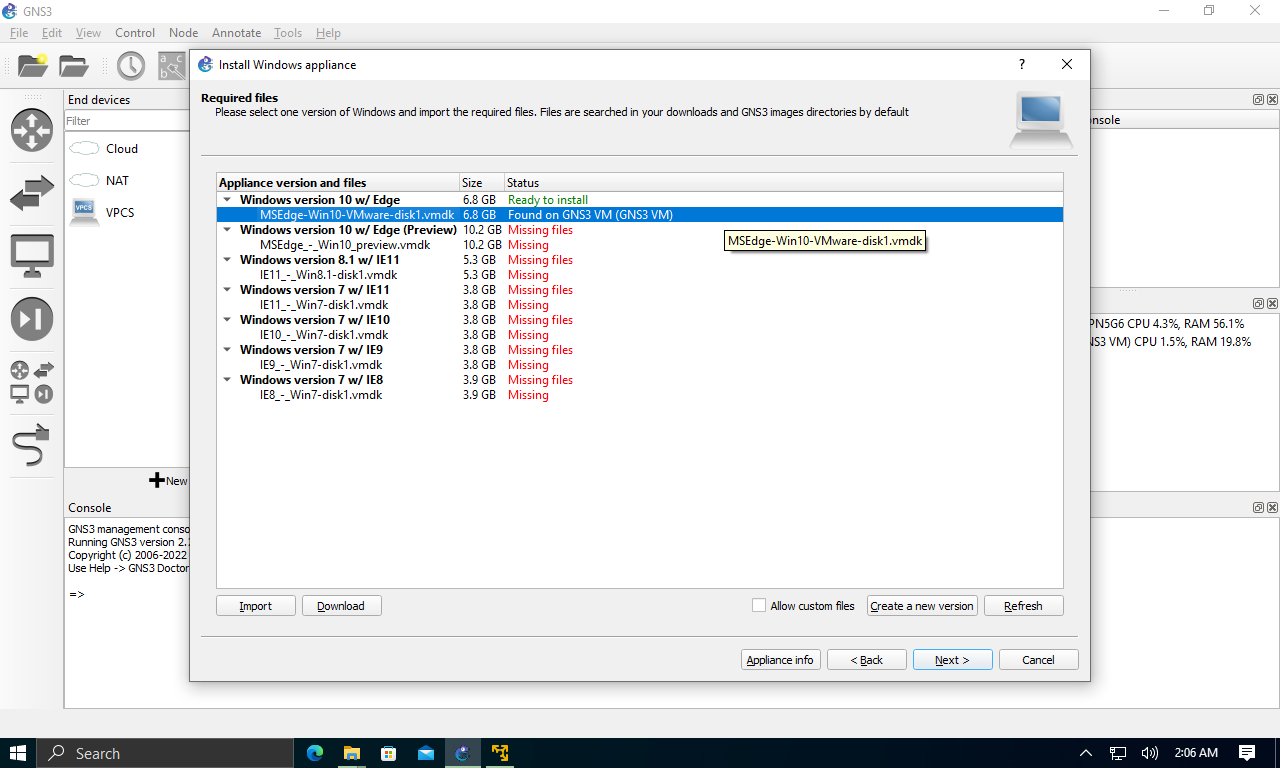 GNS3
File Edit View Control Node Annotate Tools Help
a c
b
Install Windows appliance
?
Required files
Please select one version of Windows and import the required files. Files are searched in your downloads and GNS3 images directories by default
End devices
Filter
Cloud
NAT
VPCS VPCS
New
Appliance version and files Size Status
Windows version 10 w/ Edge 6.8 GB Ready to install
MSEdge-Win10-VMware-disk1.vmdk 6.8 GB Found on GNS3 VM (GNS3 VM)
Windows version 10 w/ Edge (Preview) 10.2 GB Missing files
MSEdge-Win10-VMware-disk1.vmdk
MSEdge_-_Win10_preview.vmdk 10.2 GB Missing
Windows version 8.1 w/ IE11 5.3 GB Missing files
IE11_-_Win8.1-disk1.vmdk 5.3 GB Missing
Windows version 7 w/ IE11 3.8 GB Missing files
IE11_-_Win7-disk1.vmdk 3.8 GB Missing
Windows version 7 w/ IE10 3.8 GB Missing files
IE10_-_Win7-disk1.vmdk 3.8 GB Missing
Windows version 7 w/ IE9 3.8 GB Missing files
IE9_-_Win7-disk1.vmdk 3.8 GB Missing
Windows version 7 w/ IE8 3.9 GB Missing files
IE8_-_Win7-disk1.vmdk 3.9 GB Missing
Import Download Allow custom files Create a new version Refresh
Appliance info < Back Next > Cancel
nsole
PN5G6 CPU 4.3%, RAM 56.1%
NS3 VM) CPU 1.5%, RAM 19.8%
Console
GNS3 management conso
Running GNS3 version 2.
Copyright (c) 2006-2022
Use Help -> GNS3 Doctor
=>
Search
2:06 AM